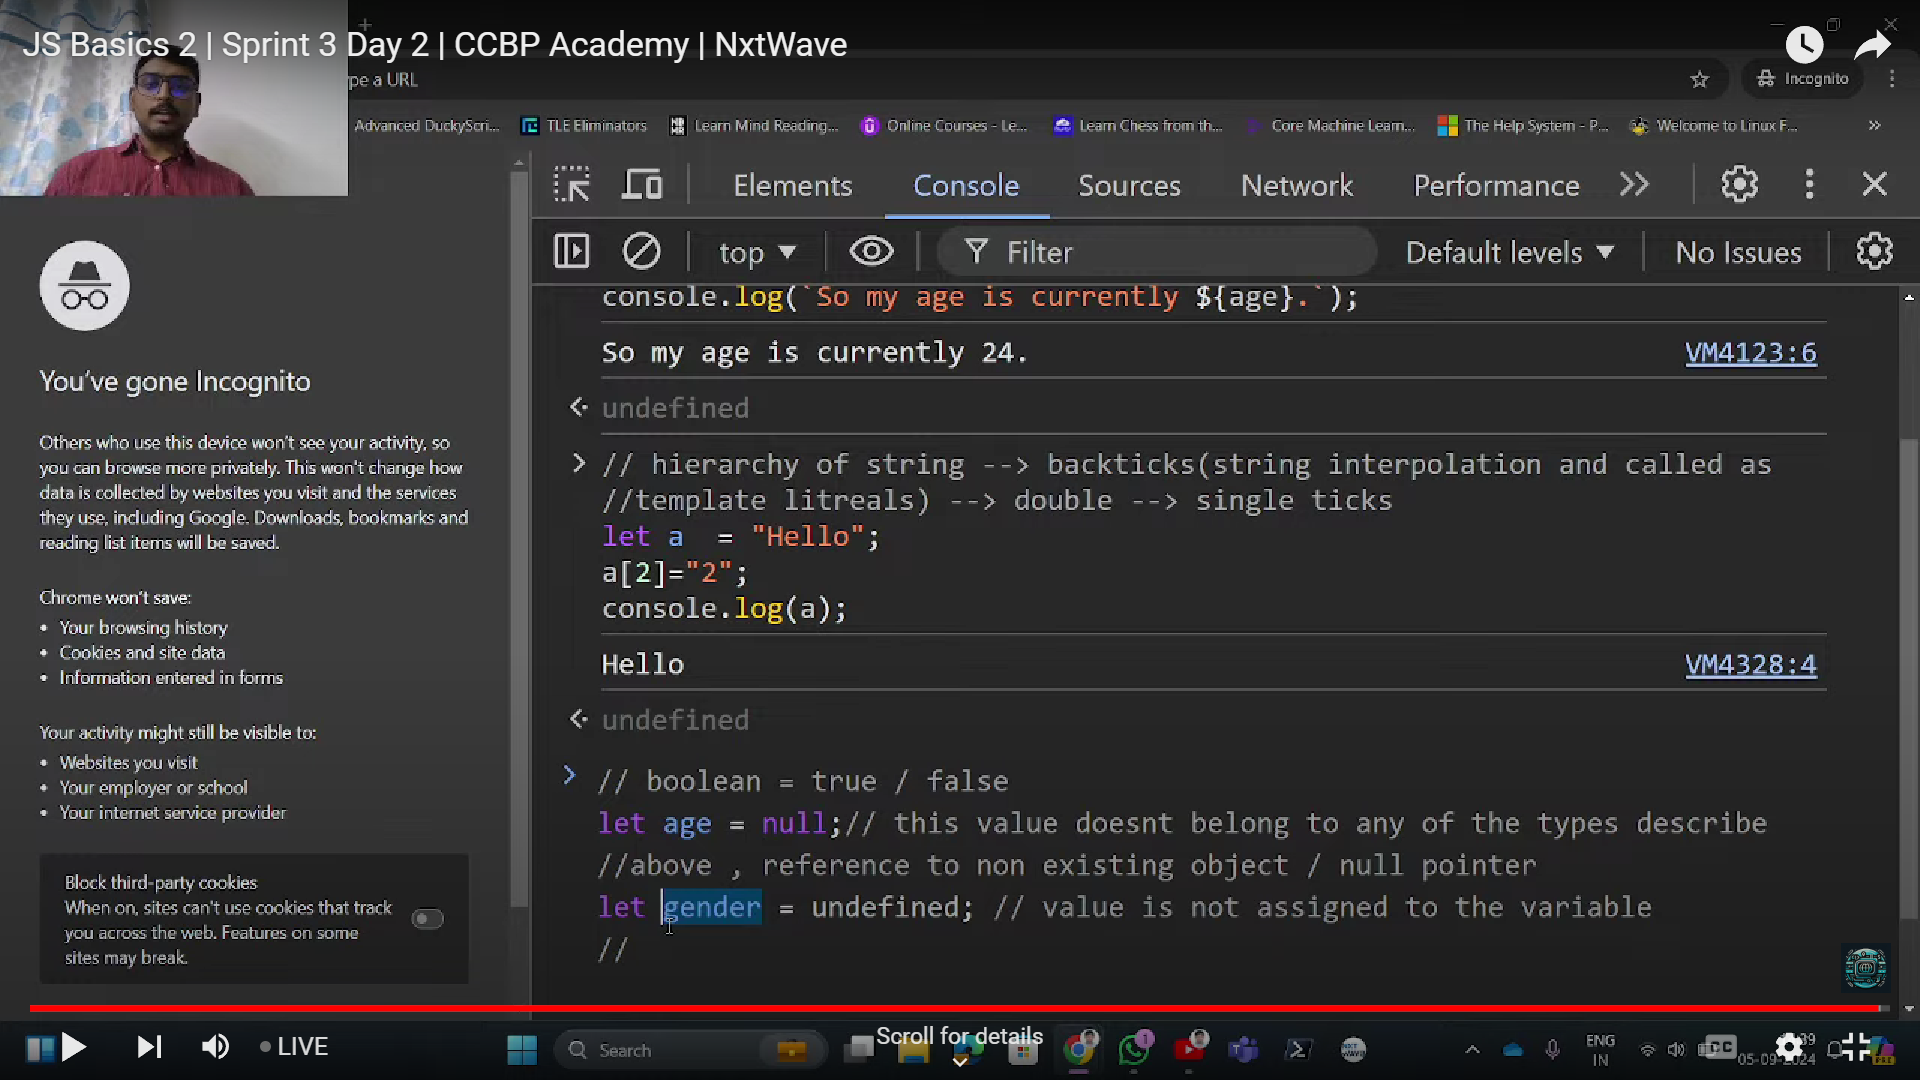 JS Basics 2 | Sprint 3 Day 2 | CCBP Academy | NxtWave
pe a URL
Incognito
Advanced DuckyScri...
TLE Eliminators
Learn Mind Reading...
Online Courses - Le...
Learn Chess from th...
Core Machine Learn...
The Help System - P...
Welcome to Linux F...
Elements
Console
Sources
Network
Performance
top
Filter
Default levels
No Issues
You've gone Incognito
Others who use this device won't see your activity, so
you can browse more privately. This won't change how
data is collected by websites you visit and the services
they use, including Google. Downloads, bookmarks and
reading list items will be saved.
Chrome won't save:
• Your browsing history
• Cookies and site data
• Information entered in forms
Your activity might still be visible to:
• Websites you visit
• Your employer or school
• Your internet service provider
Block third-party cookies
When on, sites can't use cookies that track
you across the web. Features on some
sites may break.
console.log(`So my age is currently ${age}.`);
So my age is currently 24.
VM4123:6
undefined
// hierarchy of string --> backticks(string interpolation and called as
//template litreals) --> double --> single ticks
let a  = "Hello";
a[2]="2";
console.log(a);
Hello
VM4328:4
undefined
// boolean = true / false
let age = null;// this value doesnt belong to any of the types describe
//above , reference to non existing object / null pointer
let gender = undefined; // value is not assigned to the variable
//
LIVE
Search
Scroll for details
ENG
IN
CC
05-09-2024